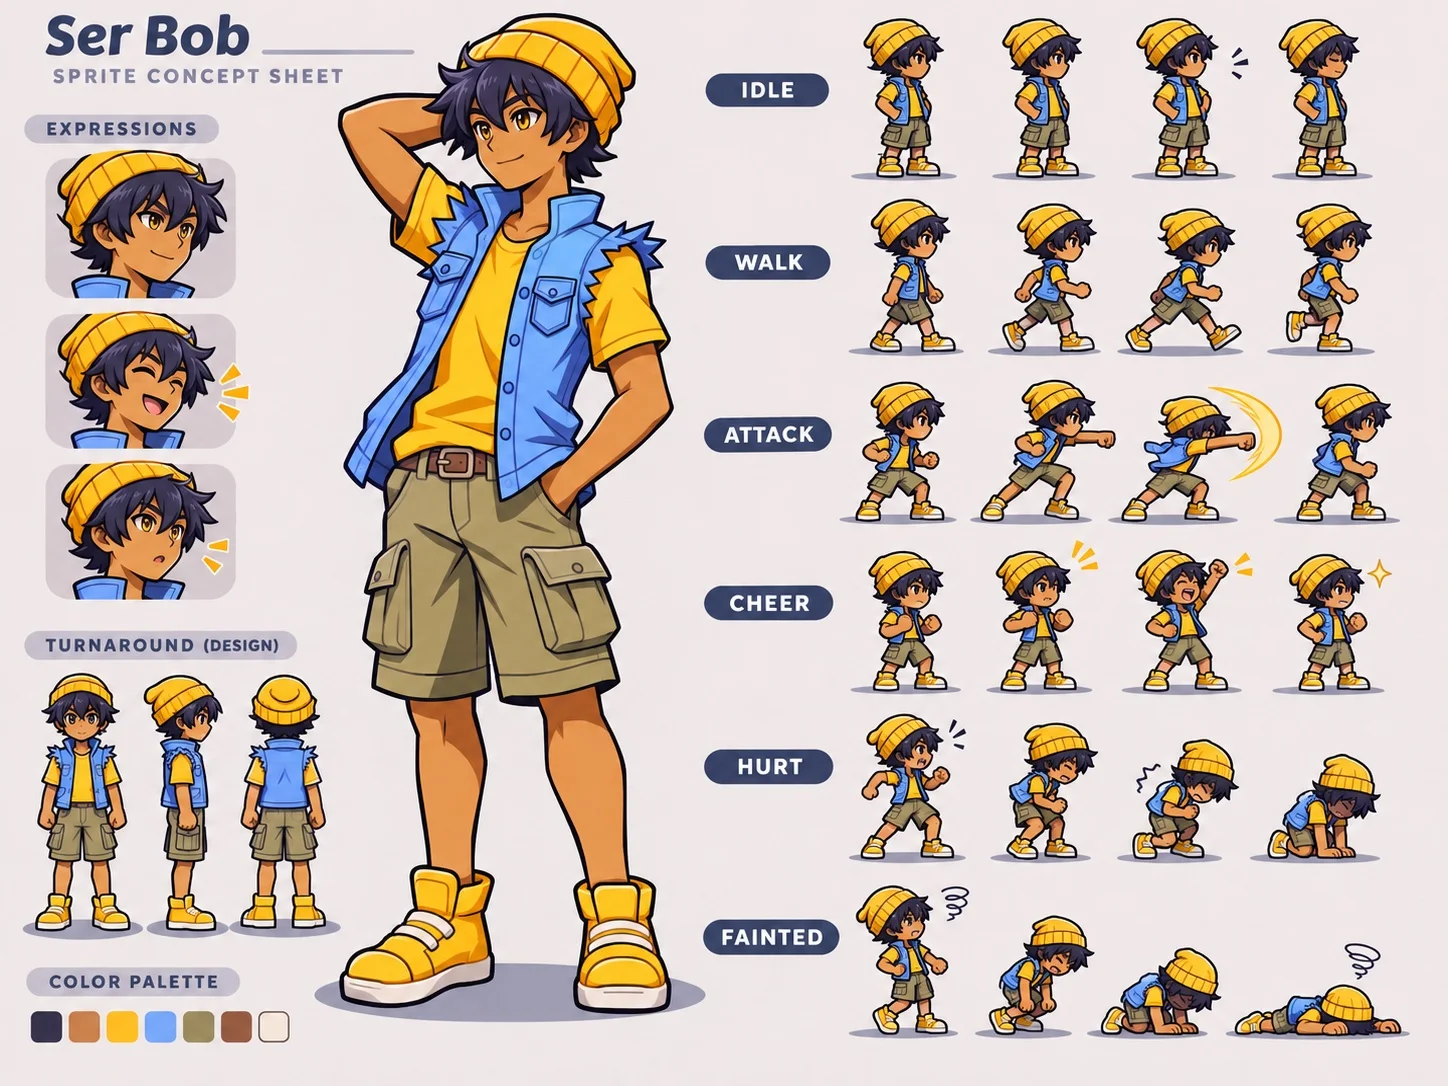 Ser Bob
SPRITE CONCEPT SHEET
EXPRESSIONS
TURNAROUND (DESIGN)
COLOR PALETTE
IDLE
WALK
ATTACK
CHEER
HURT
FAINTED